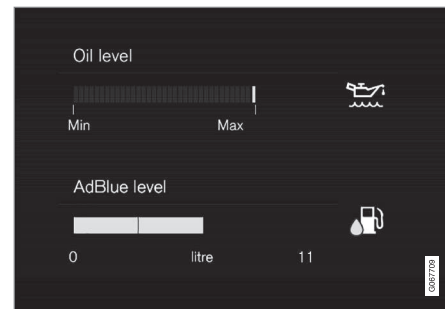 Oil level
Min Max
AdBlue level
0 litre 11
G067709